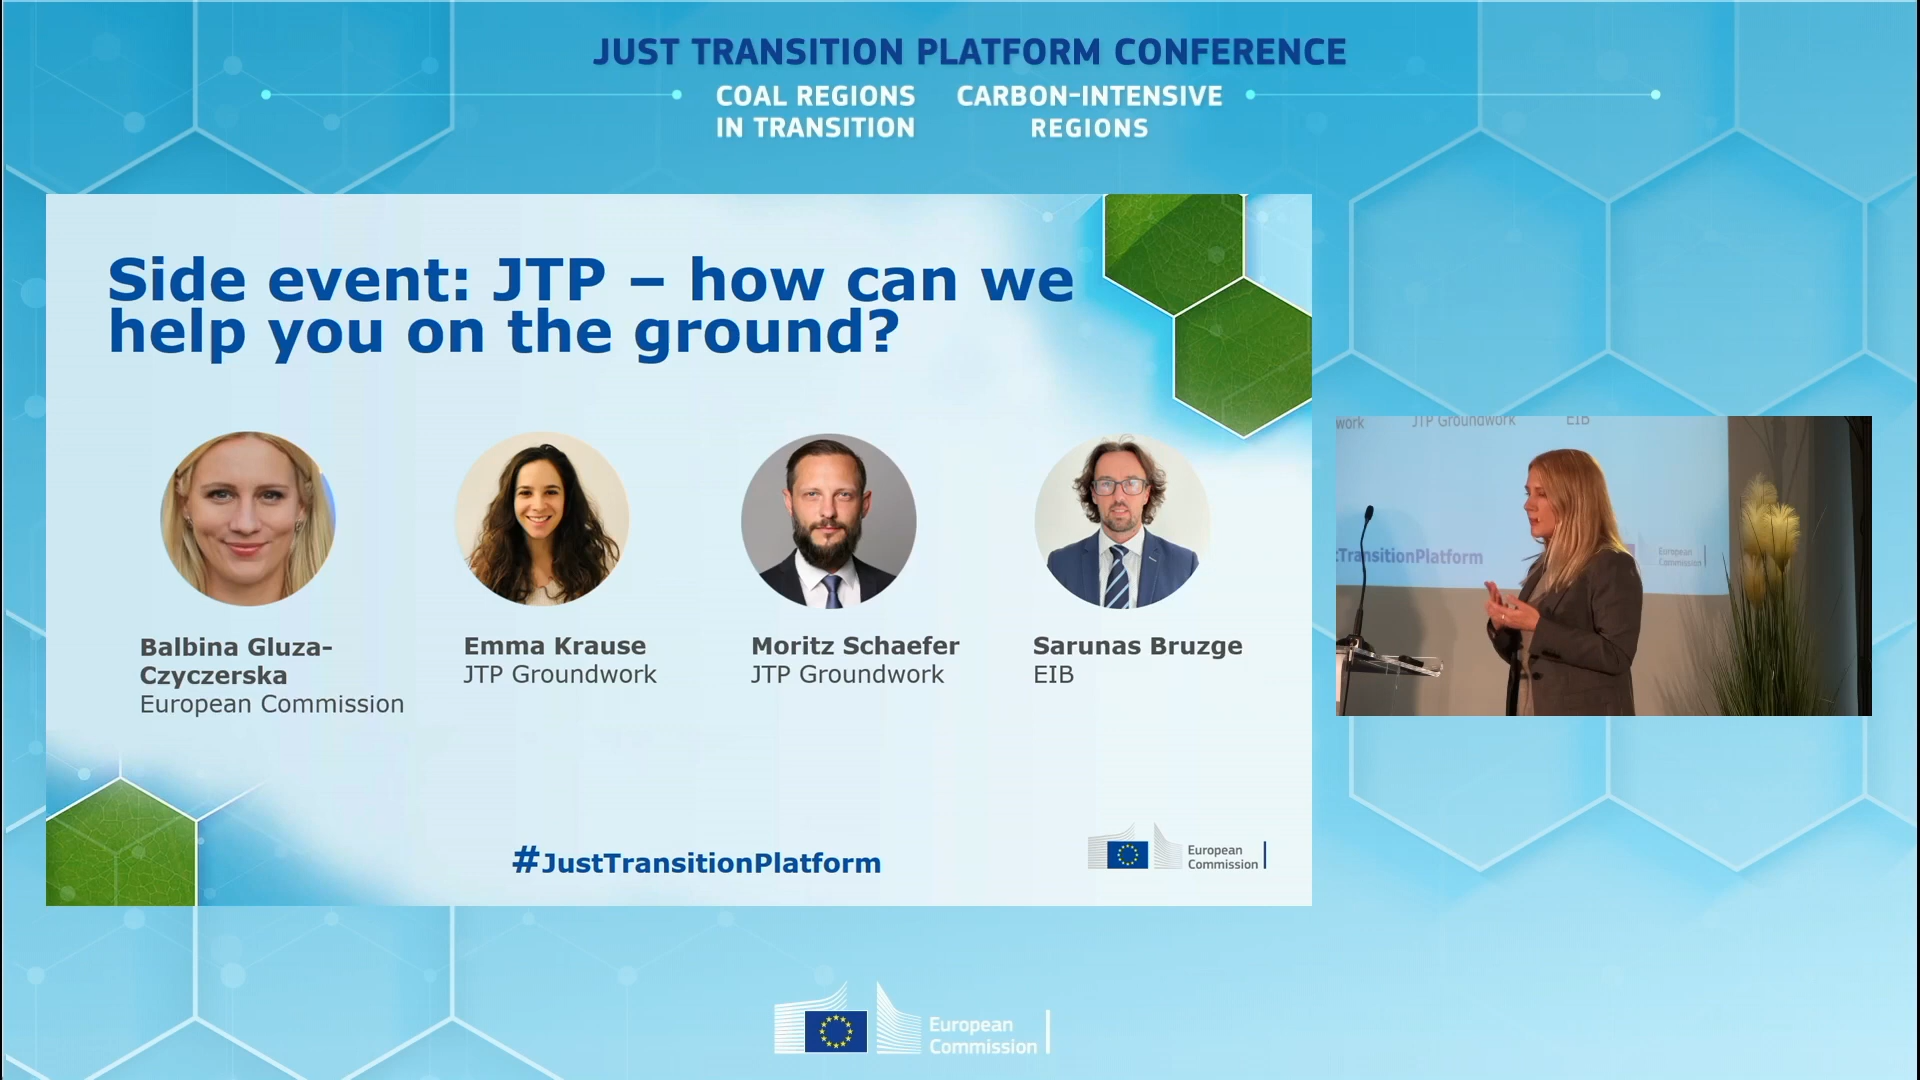 JUST TRANSITION PLATFORM CONFERENCE
COAL REGIONS
IN TRANSITION
CARBON-INTENSIVE
REGIONS
Side event: JTP – how can we
help you on the ground?
Balbina Gluza-
Czyczerska
European Commission
Emma Krause
JTP Groundwork
Moritz Schaefer
JTP Groundwork
Sarunas Bruzge
EIB
#JustTransitionPlatform
European
Commission
work
JTP Groundwork
EIB
TransitionPlatform
European
Commission
European
Commission